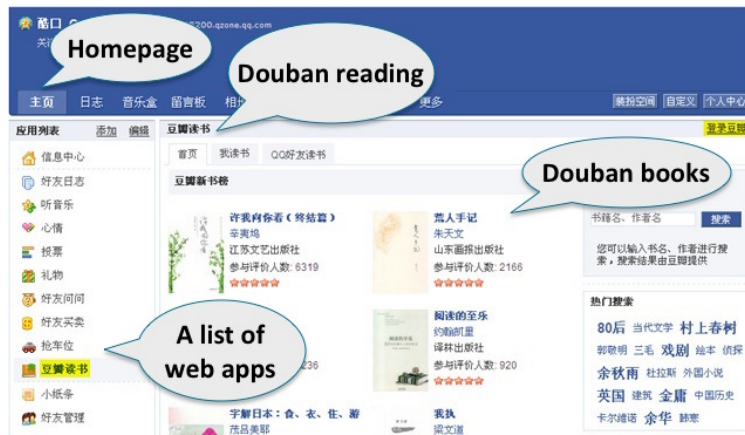 酷口
5200.qzone.qq.com
Homepage
Douban reading
主页 日志 音乐盒 留言板 更多
装扮空间 自定义 个人中心
应用列表 添加 编辑
豆瓣读书
信息中心
首页 我读书 QQ好友读书
好友日志
豆瓣新书榜
Douban books
听音乐
心情
投票
礼物
好友问问
好友买卖
抢车位
豆瓣读书
小纸条
好友管理
A list of
web apps
许我向你看(终结篇)
辛夷坞
江苏文艺出版社
参与评价人数: 6319
荒人手记
朱天文
山东画报出版社
参与评价人数: 2166
236
阅读的至乐
约翰凯里
译林出版社
参与评价人数: 920
字解日本:食、衣、住、游
茂吕美耶
我执
梁文道
书籍名、作者名 搜索
您可以输入书名、作者进行搜
索,搜索结果由豆瓣提供
热门搜索
80后 当代文学 村上春树
郭敬明 三毛 戏剧 绘本 侦探
余秋雨 杜拉斯 外国小说
英国 建筑 金庸 中国历史
卡尔维诺 余华 韩寒